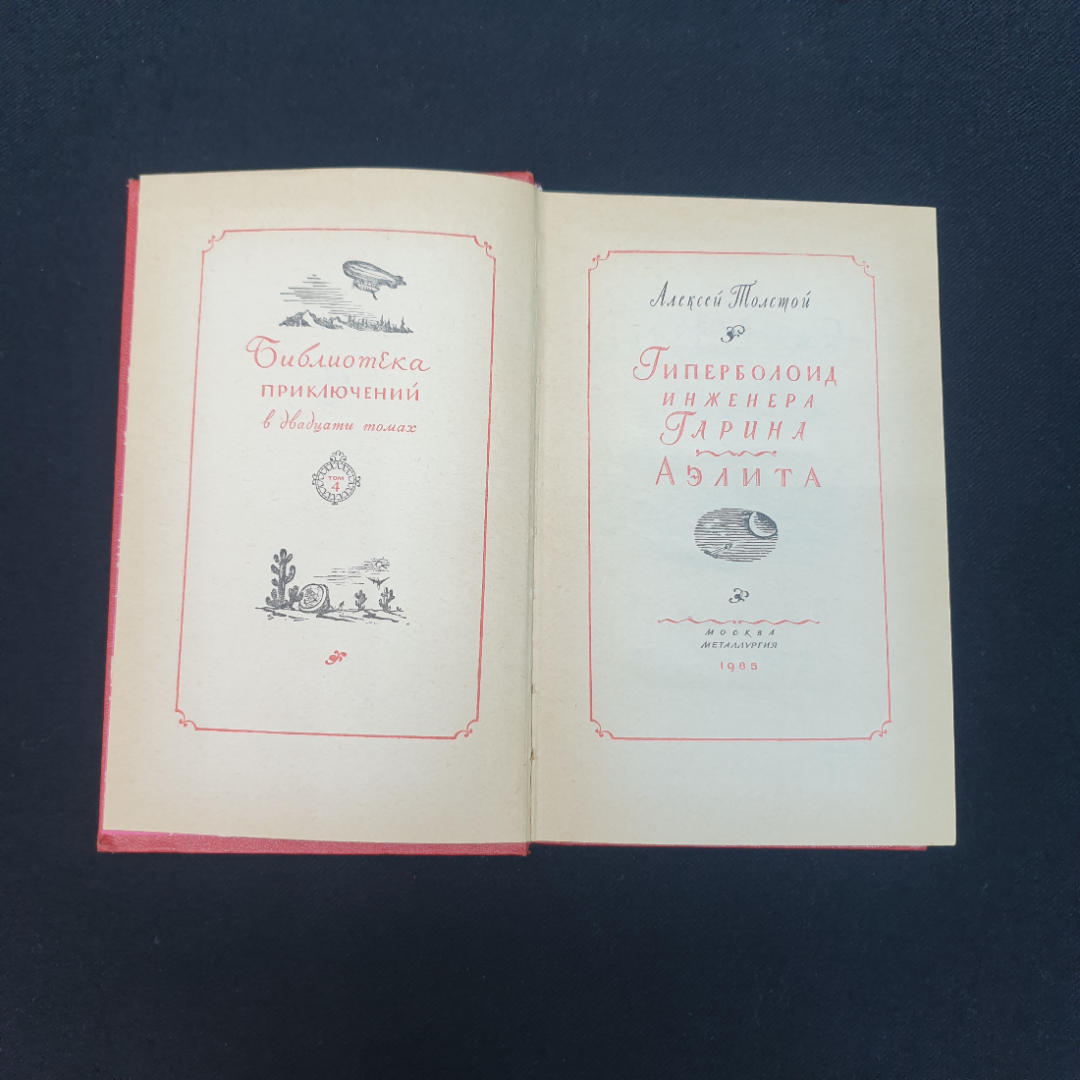 Библиотека
ПРИКЛЮЧЕНИЙ
в двадцати томах
ТОМ
4
Алексей Толстой
ГИПЕРБОЛОИД
ИНЖЕНЕРА
ГАРИНА
АЭЛИТА
МОСКВА
МЕТАЛЛУРГИЯ
1985